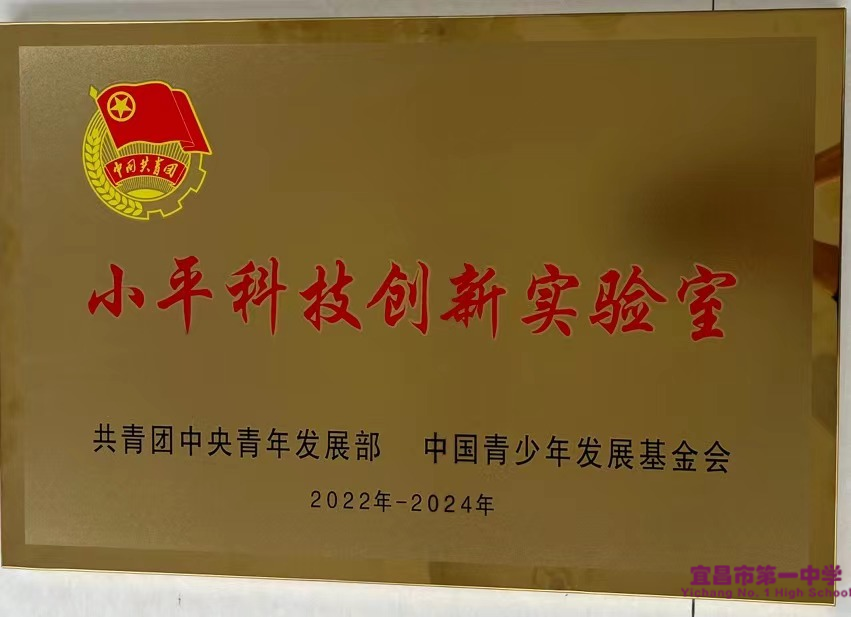 中国共青团
小平科技创新实验室
共青团中央青年发展部 中国青少年发展基金会
2022年-2024年
宜昌市第一中学
Yichang No. 1 High School